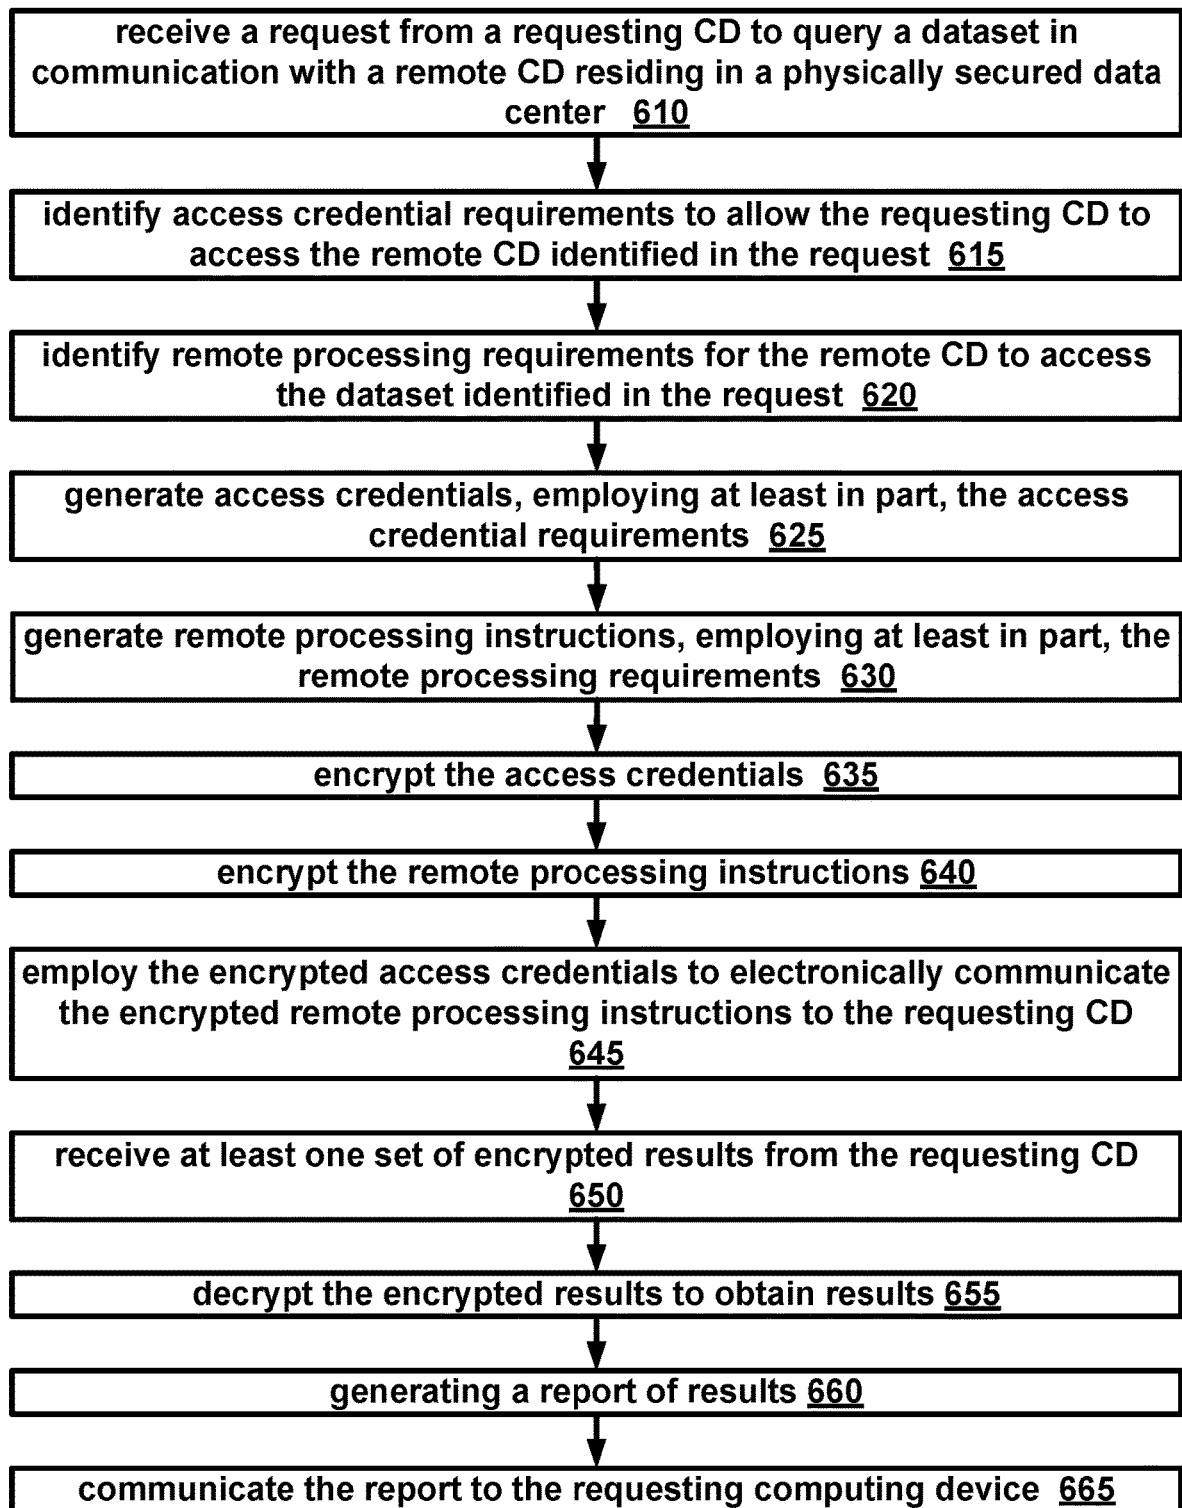 receive a request from a requesting CD to query a dataset in
communication with a remote CD residing in a physically secured data
center 610
identify access credential requirements to allow the requesting CD to
access the remote CD identified in the request 615
identify remote processing requirements for the remote CD to access
the dataset identified in the request 620
generate access credentials, employing at least in part, the access
credential requirements 625
generate remote processing instructions, employing at least in part, the
remote processing requirements 630
encrypt the access credentials 635
encrypt the remote processing instructions 640
employ the encrypted access credentials to electronically communicate
the encrypted remote processing instructions to the requesting CD
645
receive at least one set of encrypted results from the requesting CD
650
decrypt the encrypted results to obtain results 655
generating a report of results 660
communicate the report to the requesting computing device 665